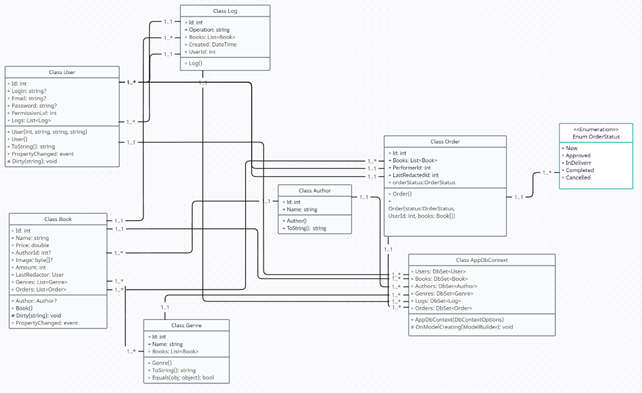 Class Log
+ Id: int
+ Operation: string
+ Books: List<Book>
+ Created: DateTime
+ UserId: int
+ Log()
Class User
+ Id: int
+ Login: string?
+ Email: string?
+ Password: string?
+ PermissionLvl: int
+ Logs: List<Log>
+ User(int, string, string, string)
+ User()
+ ToString(): string
+ PropertyChanged: event
# Dirty(string): void
Class Book
+ Id: int
+ Name: string
+ Price: double
+ AuthorId: int?
+ Image: byte[]?
+ Amount: int
+ LastRedactor: User
+ Genres: List<Genre>
+ Orders: List<Order>
+ Author: Author?
+ Book()
# Dirty(string): void
+ PropertyChanged: event
Class Author
+ Id: int
+ Name: string
+ Author()
+ ToString(): string
Class Genre
+ Id: int
+ Name: string
+ Books: List<Book>
+ Genre()
+ ToString(): string
+ Equals(obj: object): bool
Class Order
+ Id: int
+ Books: List<Book>
+ PerformerId: int
+ LastRedactedId: int
+ orderStatus:OrderStatus
+ Order()
+
Order(status:OrderStatus,
UserId: int, books: Book[])
<<Enumeration>>
Enum OrderStatus
+ New
+ Approved
+ InDeliverr
+ Completed
+ Cancelled
Class AppDbContext
+ Users: DbSet<User>
+ Books: DbSet<Book>
+ Authors: DbSet<Author>
+ Genres: DbSet<Genre>
+ Logs: DbSet<Log>
+ Orders: DbSet<Order>
+ AppDbContext(DbContextOptions)
# OnModelCreating(ModelBuilder): void
1..1
1..*
1..1
1..1
1..*
1..*
1..1
1..1
1..1
1..*
1..*
1..*
1..1
1..*
1..1
1..1
1..*
1..1
1..1
1..1
1..*
1..1
1..*
1..*
1..*